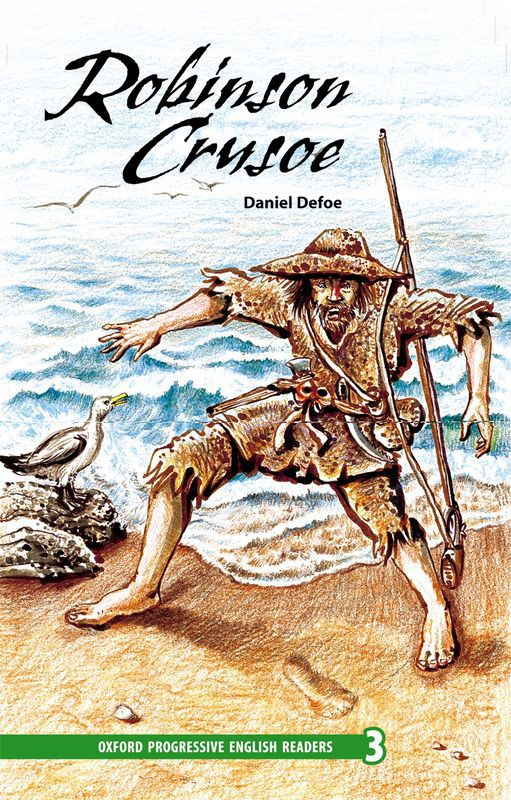 Robinson
Crusoe
Daniel Defoe
OXFORD PROGRESSIVE ENGLISH READERS 3